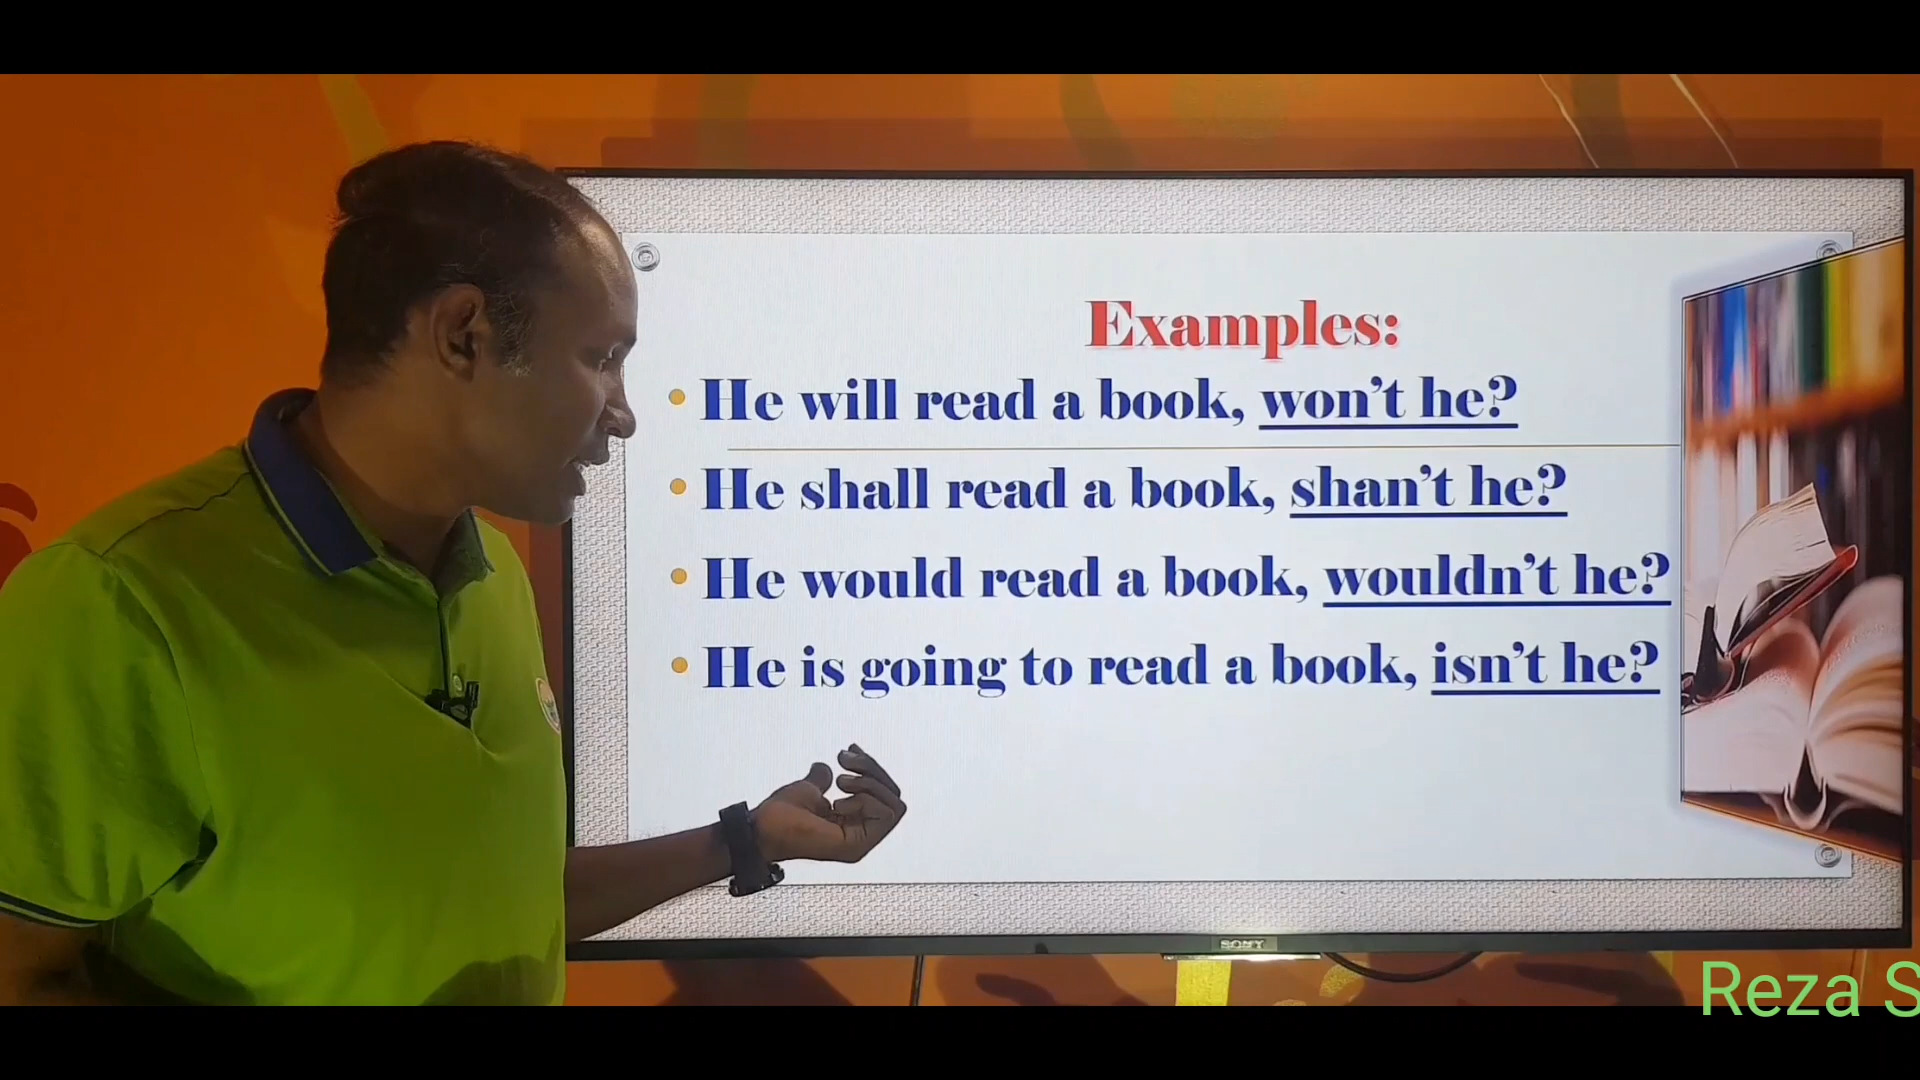 Examples:
He will read a book, won't he?
He shall read a book, shan't he?
He would read a book, wouldn't he?
He is going to read a book, isn't he?
SONY
Reza S